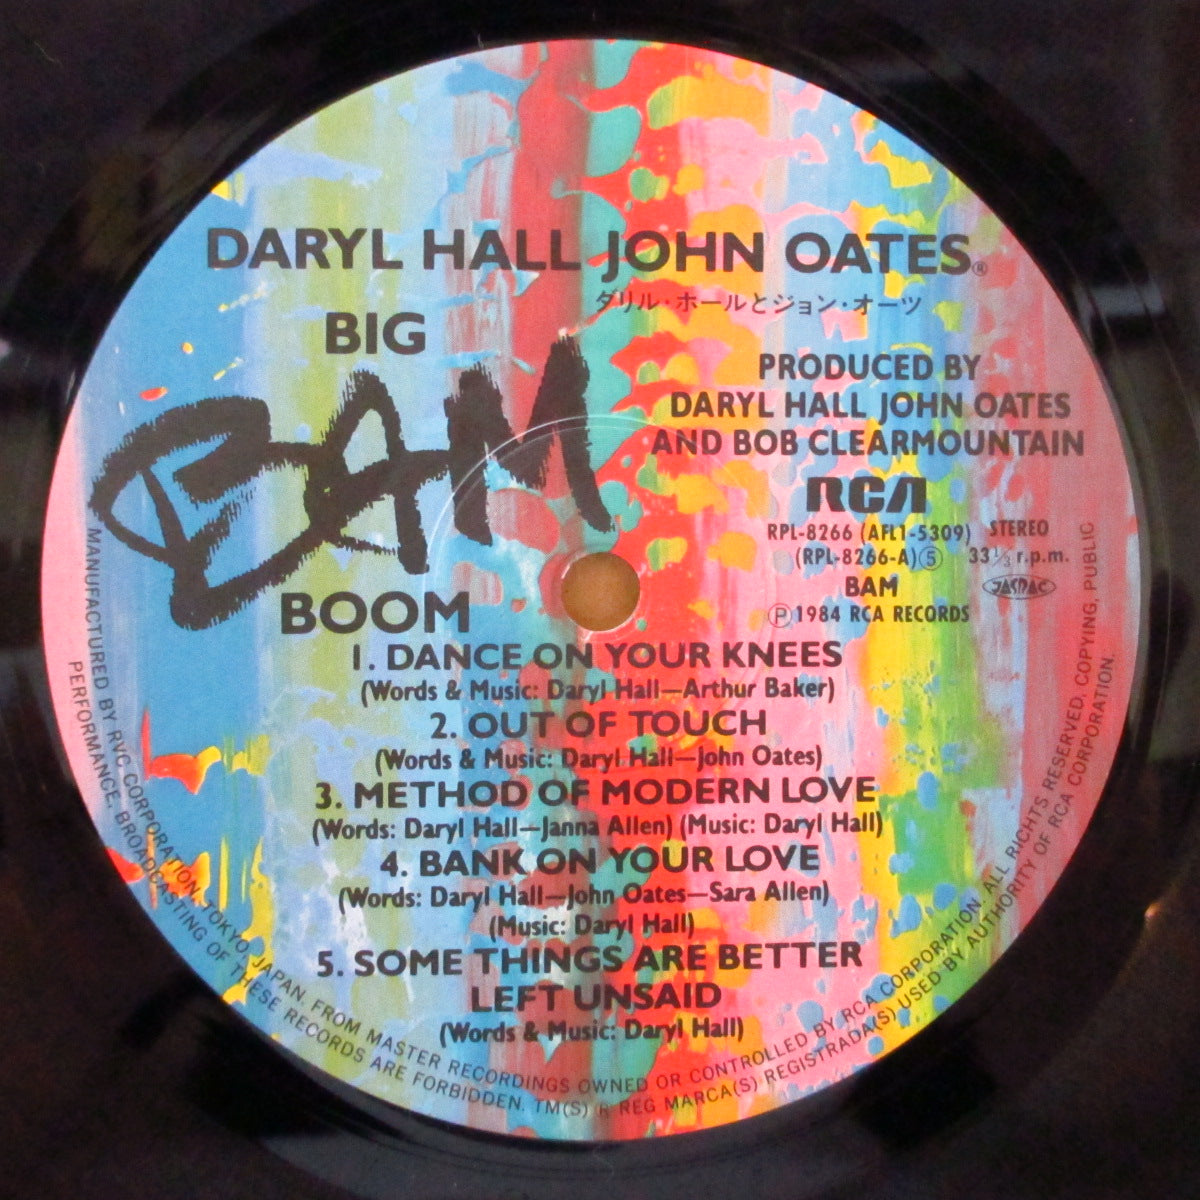 DARYL HALL JOHN OATES®
ダリル・ホールとジョン・オーツ
BIG
BAM
BOOM
PRODUCED BY
DARYL HALL JOHN OATES
AND BOB CLEARMOUNTAIN
RCA
RPL-8266 (AFL1-5309) STEREO
(RPL-8266-A)⑤ 33⅓ r.p.m.
BAM JASRAC
Ⓟ1984 RCA RECORDS
1. DANCE ON YOUR KNEES
(Words & Music: Daryl Hall—Arthur Baker)
2. OUT OF TOUCH
(Words & Music: Daryl Hall—John Oates)
3. METHOD OF MODERN LOVE
(Words: Daryl Hall—Janna Allen) (Music: Daryl Hall)
4. BANK ON YOUR LOVE
(Words: Daryl Hall—John Oates—Sara Allen)
(Music: Daryl Hall)
5. SOME THINGS ARE BETTER
LEFT UNSAID
(Words & Music: Daryl Hall)
MANUFACTURED BY RVC CORPORATION, TOKYO, JAPAN. FROM MASTER RECORDINGS OWNED OR CONTROLLED BY RCA CORPORATION. ALL RIGHTS RESERVED. COPYING, PUBLIC
PERFORMANCE, BROADCASTING OF THESE RECORDS ARE FORBIDDEN. TM(S) R REG MARCA(S) REGISTRADA(S) USED BY AUTHORITY OF RCA CORPORATION.